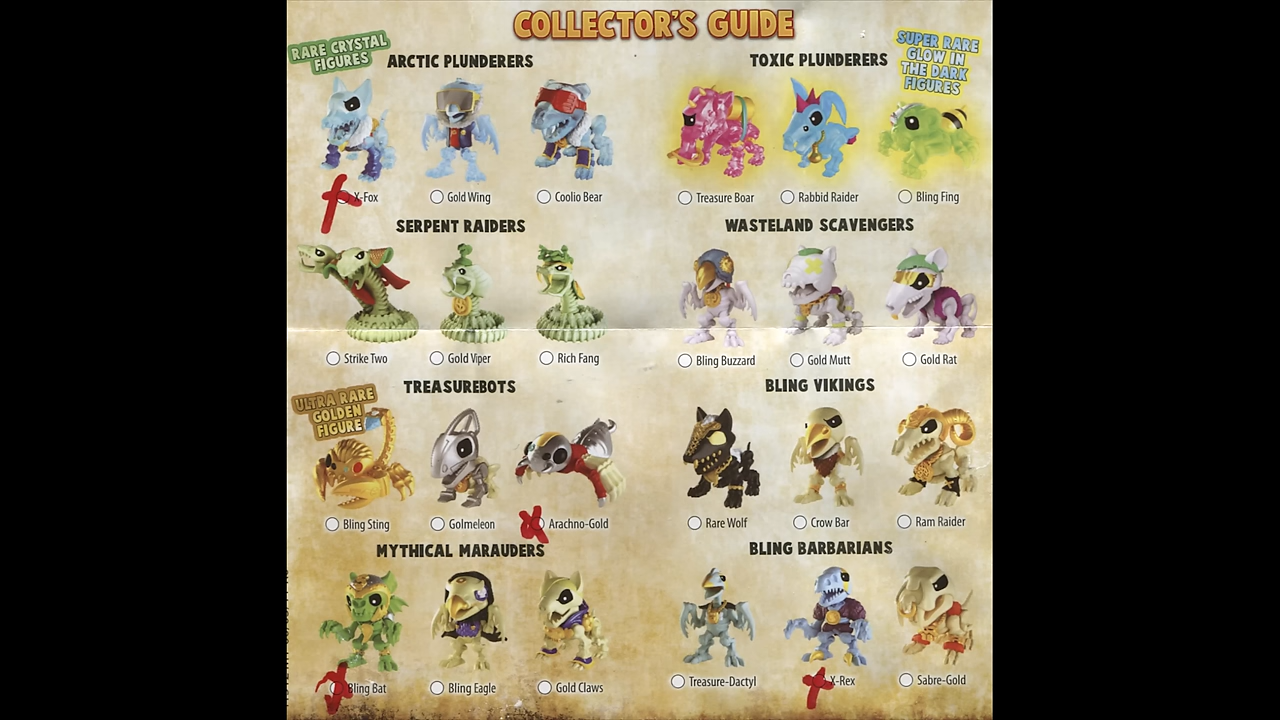 COLLECTOR'S GUIDE
RARE CRYSTAL
FIGURES
ARCTIC PLUNDERERS
X-Fox
Gold Wing
Coolio Bear
TOXIC PLUNDERERS
SUPER RARE
GLOW IN
THE DARK
FIGURES
Treasure Boar
Rabbid Raider
Bling Fing
SERPENT RAIDERS
Strike Two
Gold Viper
Rich Fang
WASTELAND SCAVENGERS
Bling Buzzard
Gold Mutt
Gold Rat
TREASUREBOTS
ULTRA RARE
GOLDEN
FIGURE
Bling Sting
Golmeleon
Arachno-Gold
BLING VIKINGS
Rare Wolf
Crow Bar
Ram Raider
MYTHICAL MARAUDERS
Bling Bat
Bling Eagle
Gold Claws
BLING BARBARIANS
Treasure-Dactyl
X-Rex
Sabre-Gold